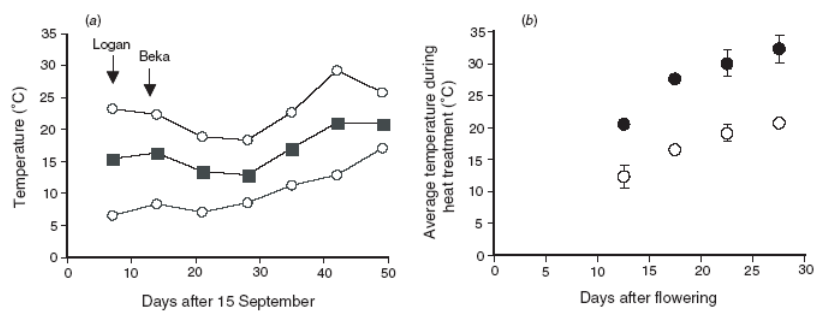 (a)
35
30
25
20
15
10
5
0
Temperature (˚C)
Logan
Beka
0 10 20 30 40 50
Days after 15 September
(b)
35
30
25
20
15
10
5
0
Average temperature during
heat treatment (˚C)
0 5 10 15 20 25 30
Days after flowering